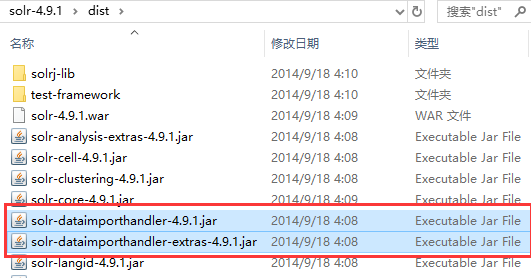 solr-4.9.1 > dist > 搜索"dist"
名称 修改日期 类型
solrj-lib 2014/9/18 4:10 文件夹
test-framework 2014/9/18 4:10 文件夹
solr-4.9.1.war 2014/9/18 4:09 WAR 文件
solr-analysis-extras-4.9.1.jar 2014/9/18 4:08 Executable Jar File
solr-cell-4.9.1.jar 2014/9/18 4:08 Executable Jar File
solr-clustering-4.9.1.jar 2014/9/18 4:08 Executable Jar File
solr-core-4.9.1.jar 2014/9/18 4:08 Executable Jar File
solr-dataimporthandler-4.9.1.jar 2014/9/18 4:08 Executable Jar File
solr-dataimporthandler-extras-4.9.1.jar 2014/9/18 4:08 Executable Jar File
solr-langid-4.9.1.jar 2014/9/18 4:08 Executable Jar File